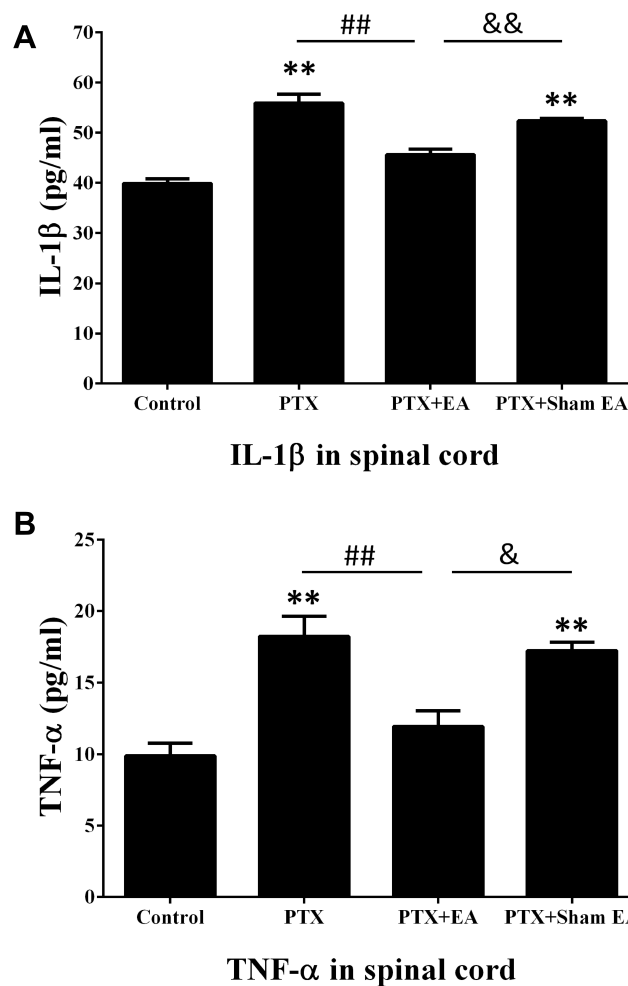 A
IL-1β (pg/ml)
70
60
50
40
30
20
10
0
## &&
** **
Control PTX PTX+EA PTX+Sham EA
IL-1β in spinal cord
B
TNF-α (pg/ml)
25
20
15
10
5
0
## &
** **
Control PTX PTX+EA PTX+Sham EA
TNF-α in spinal cord